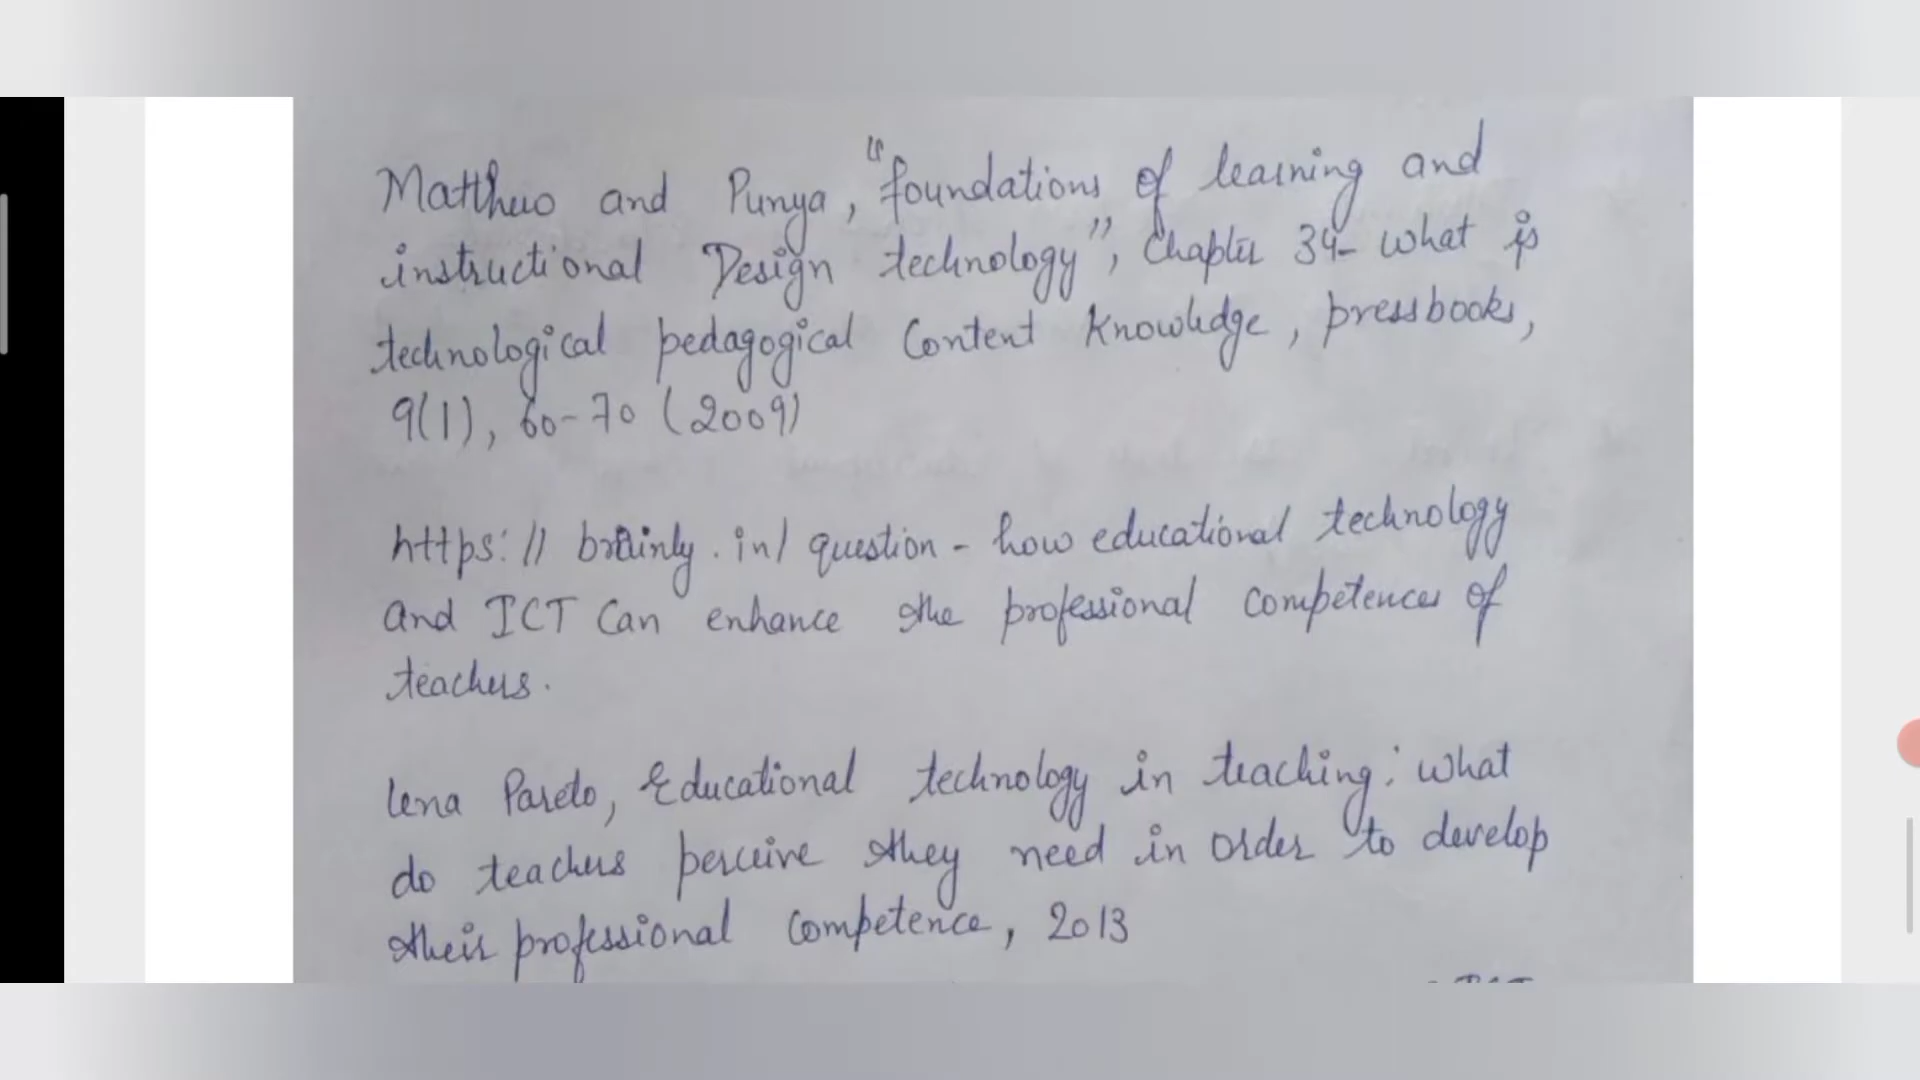 Matthuo and Punya, "foundations of learning and
instructional Design technology", Chapter 34- what is
technological pedagogical Content Knowledge, pressbooks,
9(1), 60-70 (2009)
https:// brainly.in/ question - how educational technology
and ICT Can enhance the professional competences of
teachers.
lena Pareto, Educational technology in teaching: what
do teachers perceive they need in order to develop
their professional competence, 2013